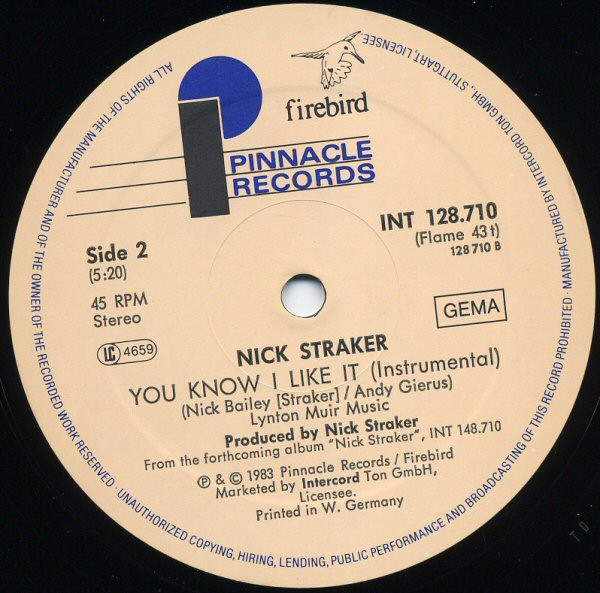 firebird
PINNACLE
RECORDS
INT 128.710
(Flame 43 t)
128 710 B
Side 2
(5:20)
45 RPM
Stereo
LC 4659
GEMA
NICK STRAKER
YOU KNOW I LIKE IT (Instrumental)
(Nick Bailey [Straker] / Andy Gierus)
Lynton Muir Music
Produced by Nick Straker
From the forthcoming album "Nick Straker", INT 148.710
℗ & © 1983 Pinnacle Records / Firebird
Marketed by Intercord Ton GmbH,
Licensee.
Printed in W. Germany
ALL RIGHTS OF THE MANUFACTURER AND OF THE OWNER OF THE RECORDED WORK RESERVED · UNAUTHORIZED COPYING, HIRING, LENDING, PUBLIC PERFORMANCE AND BROADCASTING OF THIS RECORD PROHIBITED · MANUFACTURED BY INTERCORD TON GMBH., STUTTGART, LICENSEE